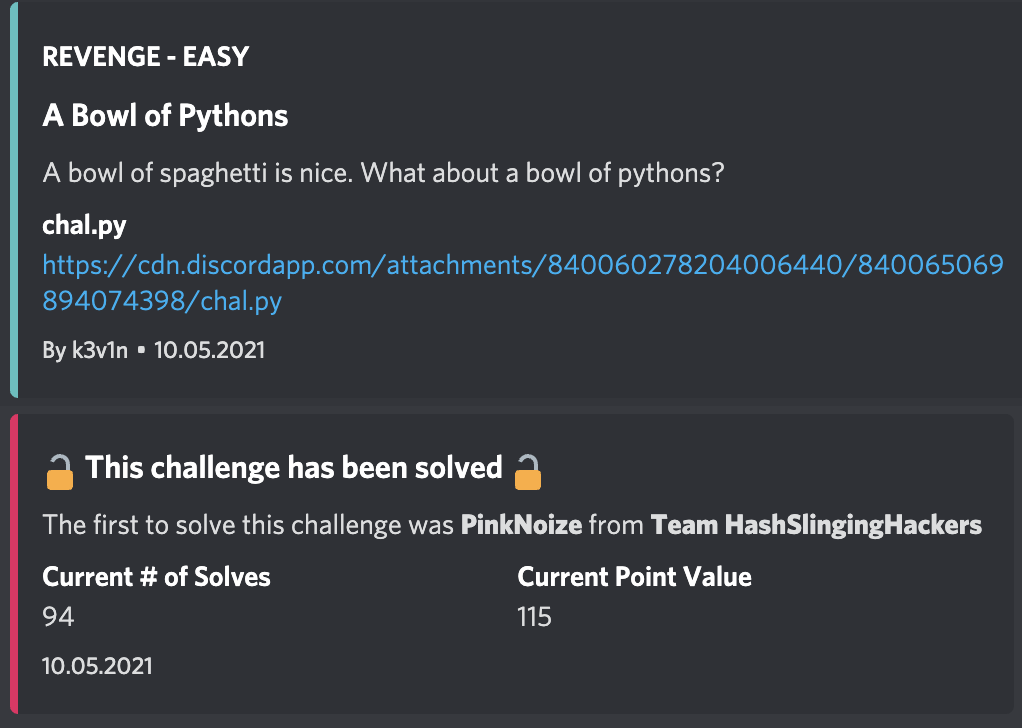 REVENGE - EASY
A Bowl of Pythons
A bowl of spaghetti is nice. What about a bowl of pythons?
chal.py
https://cdn.discordapp.com/attachments/840060278204006440/840065069
894074398/chal.py
By k3v1n • 10.05.2021
This challenge has been solved
The first to solve this challenge was PinkNoize from Team HashSlingingHackers
Current # of Solves
Current Point Value
94
115
10.05.2021